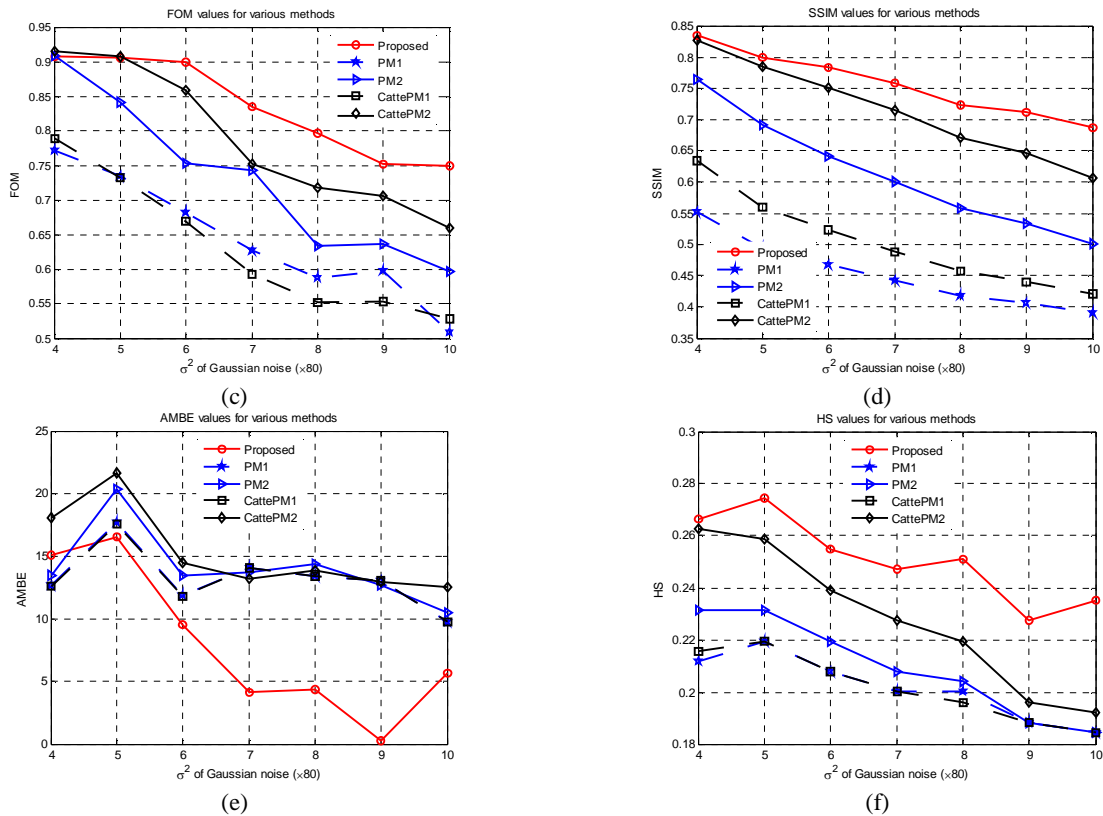 FOM values for various methods
0.95
0.9
0.85
0.8
0.75
0.7
0.65
0.6
0.55
0.5
FOM
Proposed
PM1
PM2
CattePM1
CattePM2
4 5 6 7 8 9 10
σ² of Gaussian noise (×80)
(c)
SSIM values for various methods
0.85
0.8
0.75
0.7
0.65
0.6
0.55
0.5
0.45
0.4
0.35
SSIM
Proposed
PM1
PM2
CattePM1
CattePM2
4 5 6 7 8 9 10
σ² of Gaussian noise (×80)
(d)
AMBE values for various methods
25
20
15
10
5
0
AMBE
Proposed
PM1
PM2
CattePM1
CattePM2
4 5 6 7 8 9 10
σ² of Gaussian noise (×80)
(e)
HS values for various methods
0.3
0.28
0.26
0.24
0.22
0.2
0.18
HS
Proposed
PM1
PM2
CattePM1
CattePM2
4 5 6 7 8 9 10
σ² of Gaussian noise (×80)
(f)